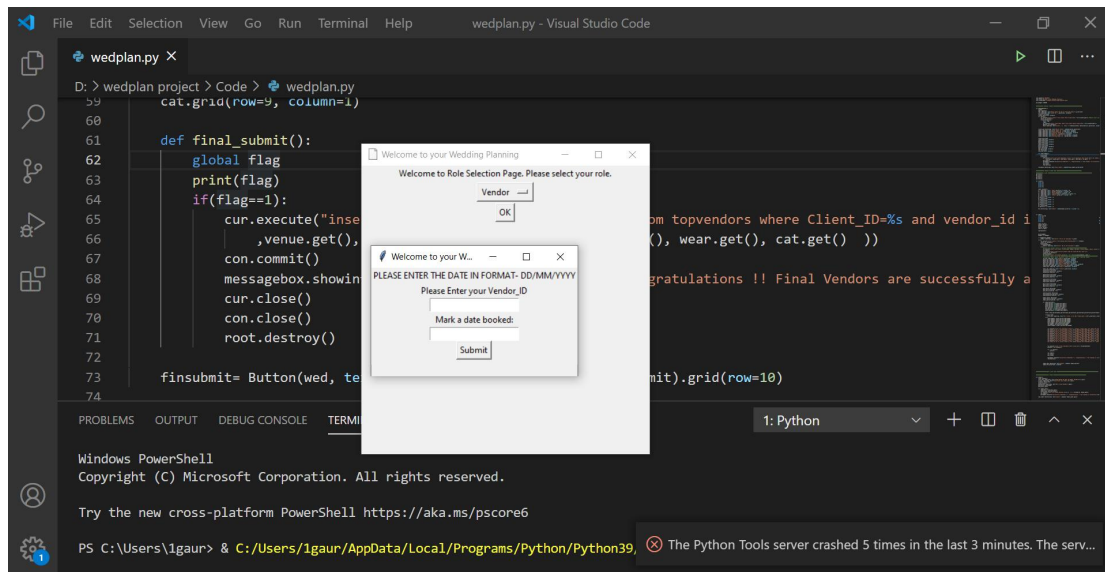 File Edit Selection View Go Run Terminal Help wedplan.py - Visual Studio Code
wedplan.py
D: > wedplan project > Code > wedplan.py
59 cat.grid(row=9, column=1)
60
61 def final_submit():
62 global flag
63 print(flag)
64 if(flag==1):
65 cur.execute("inse om topvendors where Client_ID=%s and vendor_id i
66 ,venue.get(), (), wear.get(), cat.get() ))
67 con.commit()
68 messagebox.showin gratulations !! Final Vendors are successfully a
69 cur.close()
70 con.close()
71 root.destroy()
72
73 finsubmit= Button(wed, te mit).grid(row=10)
74
Welcome to your Wedding Planning
Welcome to Role Selection Page. Please select your role.
Vendor
OK
Welcome to your W...
PLEASE ENTER THE DATE IN FORMAT- DD/MM/YYYY
Please Enter your Vendor_ID
Mark a date booked:
Submit
PROBLEMS OUTPUT DEBUG CONSOLE TERMI 1: Python
Windows PowerShell
Copyright (C) Microsoft Corporation. All rights reserved.
Try the new cross-platform PowerShell https://aka.ms/pscore6
PS C:\Users\1gaur> & C:/Users/1gaur/AppData/Local/Programs/Python/Python39/
The Python Tools server crashed 5 times in the last 3 minutes. The serv...
1